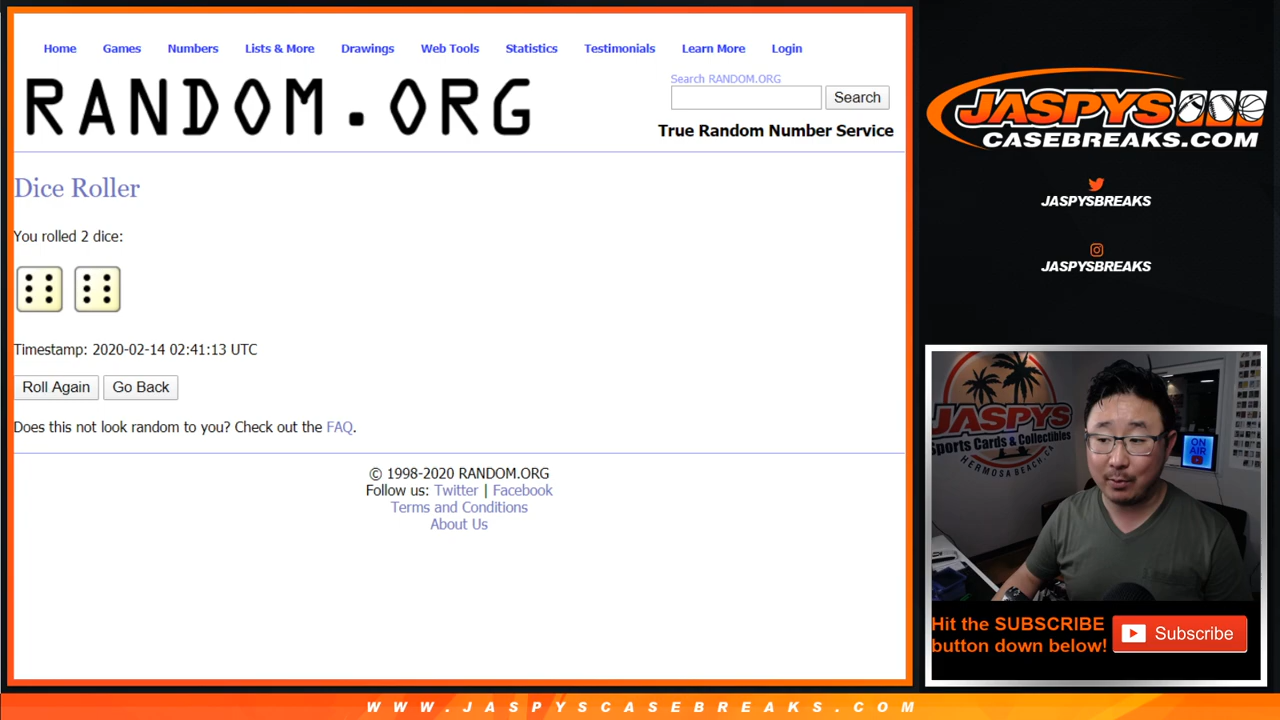 Home Games Numbers Lists & More Drawings Web Tools Statistics Testimonials Learn More Login
RANDOM.ORG
Search RANDOM.ORG
Search
True Random Number Service
Dice Roller
You rolled 2 dice:
Timestamp: 2020-02-14 02:41:13 UTC
Roll Again Go Back
Does this not look random to you? Check out the FAQ.
© 1998-2020 RANDOM.ORG
Follow us: Twitter | Facebook
Terms and Conditions
About Us
JASPYS
CASEBREAKS.COM
JASPYSBREAKS
JASPYSBREAKS
JASPYS
Sports Cards & Collectibles
HERMOSA BEACH, CA
ON
AIR
Hit the SUBSCRIBE
button down below!
Subscribe
WWW.JASPYSCASEBREAKS.COM